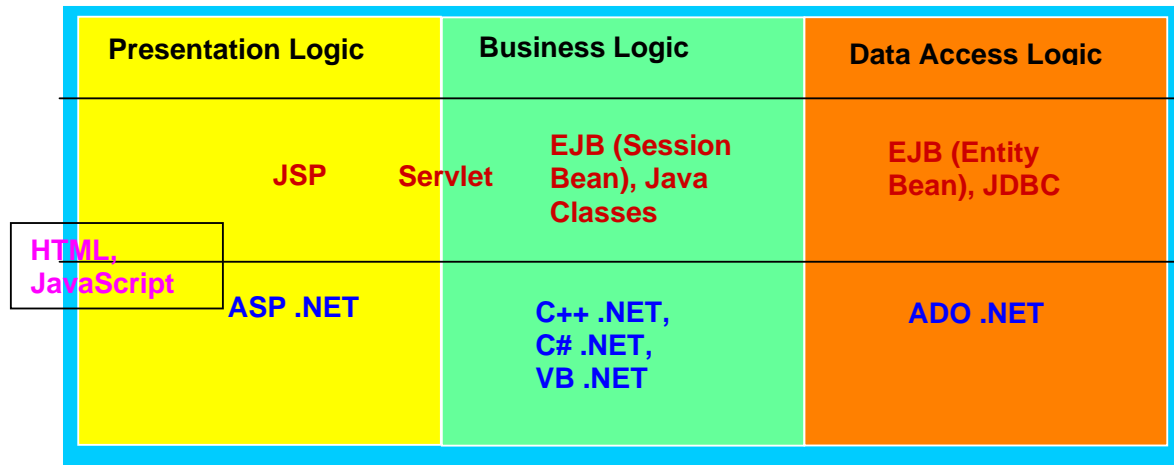 Presentation Logic
Business Logic
Data Access Logic
JSP
Servlet
EJB (Session
Bean), Java
Classes
EJB (Entity
Bean), JDBC
HTML,
JavaScript
ASP .NET
C++ .NET,
C# .NET,
VB .NET
ADO .NET